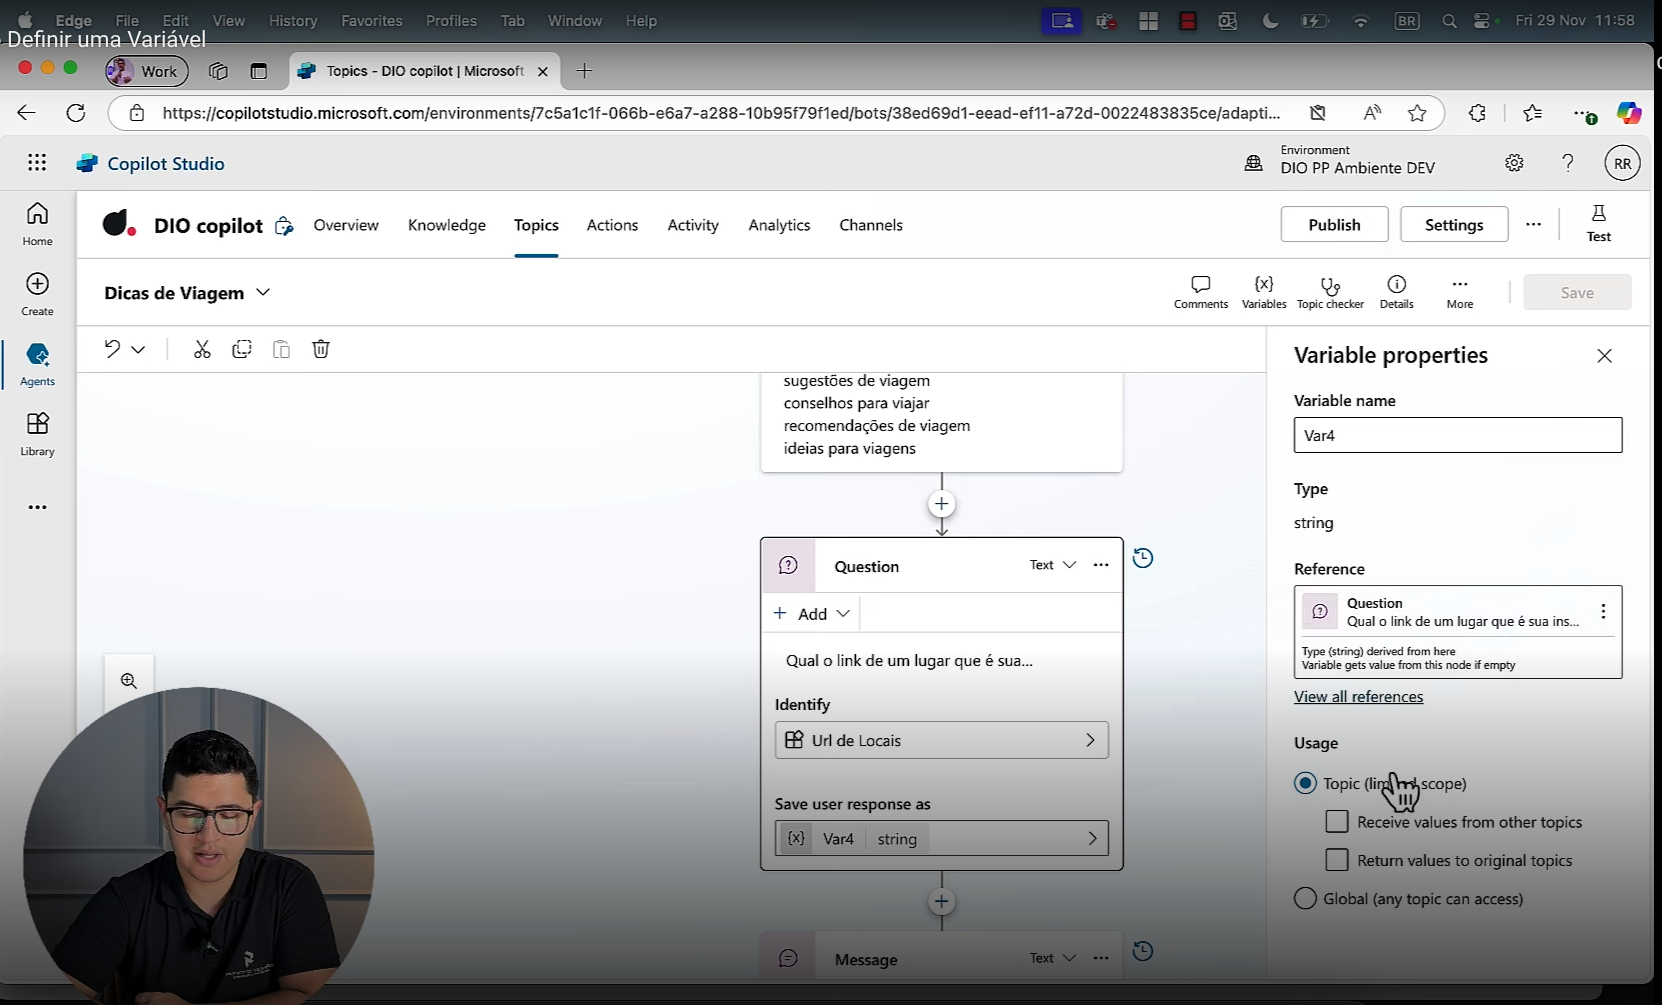 Edge File Edit View History Favorites Profiles Tab Window Help BR Fri 29 Nov 11:58
Definir uma Variável
Work Topics - DIO copilot | Microsoft
https://copilotstudio.microsoft.com/environments/7c5a1c1f-066b-e6a7-a288-10b95f79f1ed/bots/38ed69d1-eead-ef11-a72d-0022483835ce/adapti...
Copilot Studio
Environment
DIO PP Ambiente DEV
RR
Home
Create
Agents
Library
DIO copilot Overview Knowledge Topics Actions Activity Analytics Channels
Publish Settings Test
Dicas de Viagem
Comments Variables Topic checker Details More Save
sugestões de viagem
conselhos para viajar
recomendações de viagem
ideias para viagens
Question Text
Add
Qual o link de um lugar que é sua...
Identify
Url de Locais
Save user response as
{x} Var4 string
Message Text
Variable properties
Variable name
Var4
Type
string
Reference
Question
Qual o link de um lugar que é sua ins...
Type (string) derived from here
Variable gets value from this node if empty
View all references
Usage
Topic (limited scope)
Receive values from other topics
Return values to original topics
Global (any topic can access)